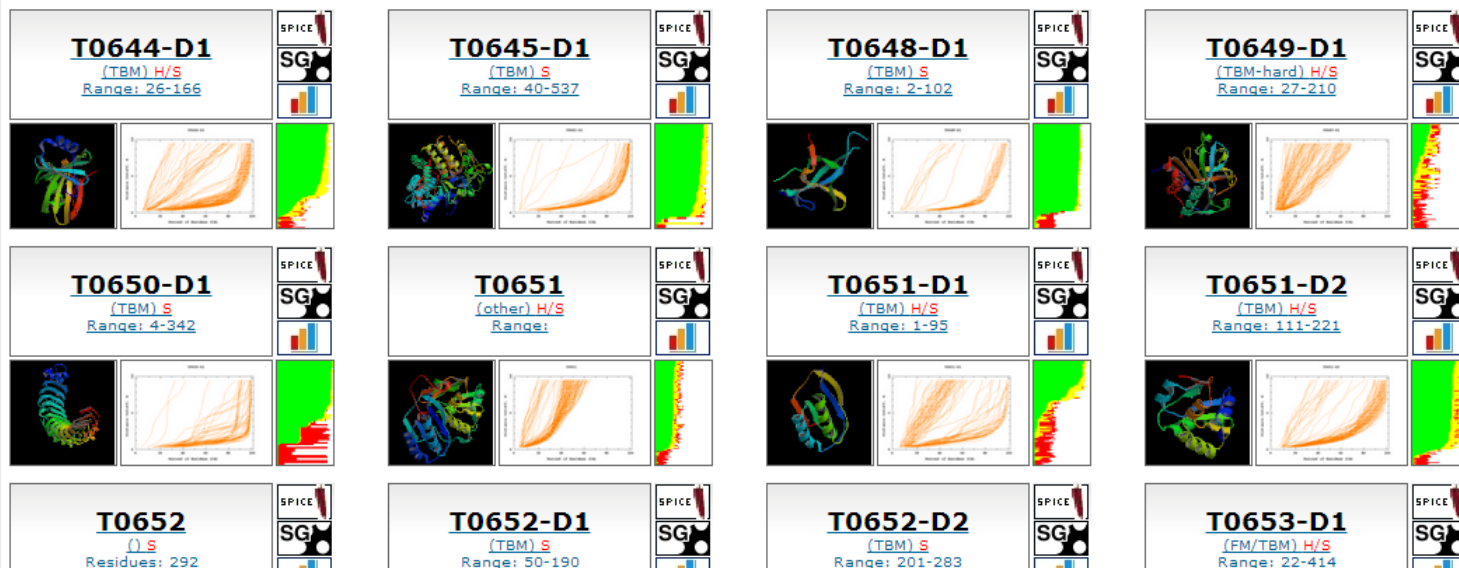 T0644-D1
(TBM) H/S
Range: 26-166
SPICE
SG
T0645-D1
(TBM) S
Range: 40-537
SPICE
SG
T0648-D1
(TBM) S
Range: 2-102
SPICE
SG
T0649-D1
(TBM-hard) H/S
Range: 27-210
SPICE
SG
T0650-D1
(TBM) S
Range: 4-342
SPICE
SG
T0651
(other) H/S
Range:
SPICE
SG
T0651-D1
(TBM) H/S
Range: 1-95
SPICE
SG
T0651-D2
(TBM) H/S
Range: 111-221
SPICE
SG
T0652
() S
Residues: 292
SPICE
SG
T0652-D1
(TBM) S
Range: 50-190
SPICE
SG
T0652-D2
(TBM) S
Range: 201-283
SPICE
SG
T0653-D1
(FM/TBM) H/S
Range: 22-414
SPICE
SG